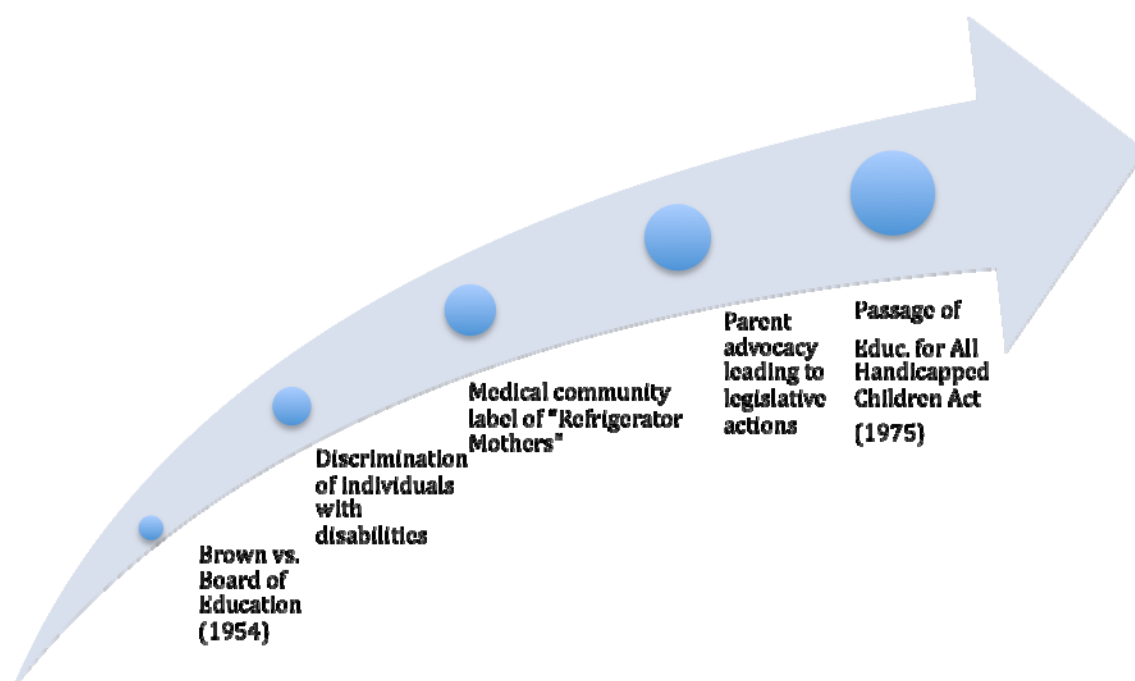 Brown vs.
Board of
Education
(1954)
Discrimination
of individuals
with
disabilities
Medical community
label of "Refrigerator
Mothers"
Parent
advocacy
leading to
legislative
actions
Passage of
Educ. for All
Handicapped
Children Act
(1975)